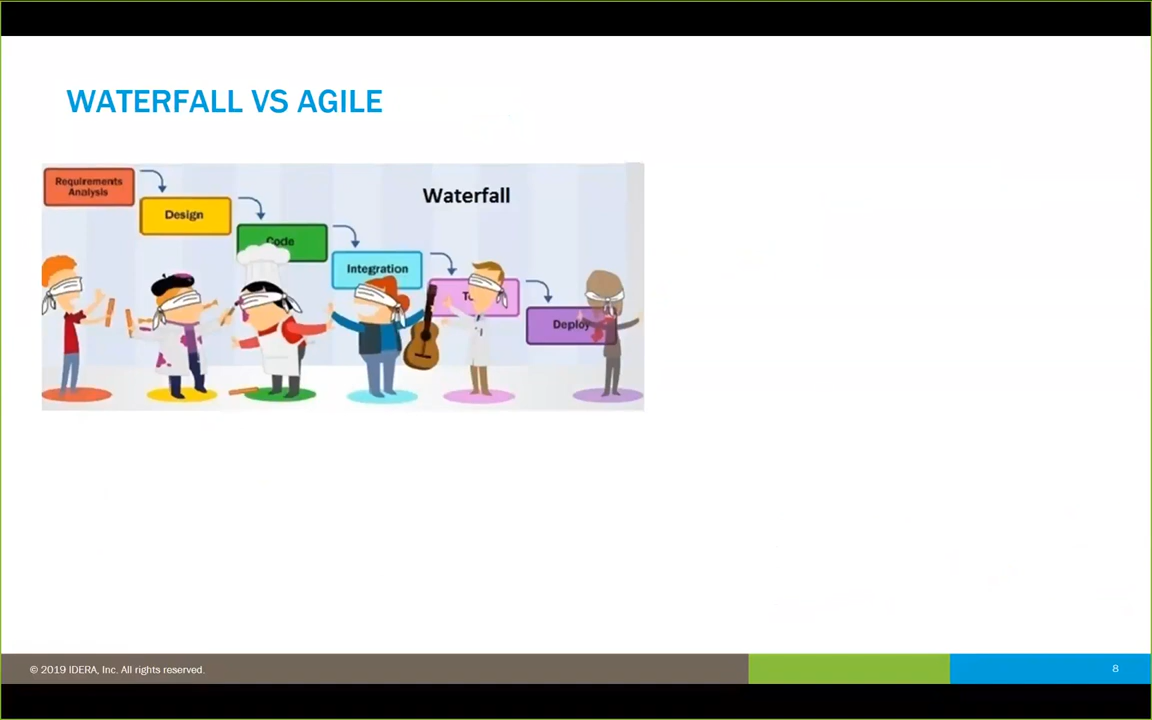 WATERFALL VS AGILE
Requirements
Analysis
Waterfall
Design
Code
Integration
Deploy
© 2019 IDERA, Inc. All rights reserved.
8